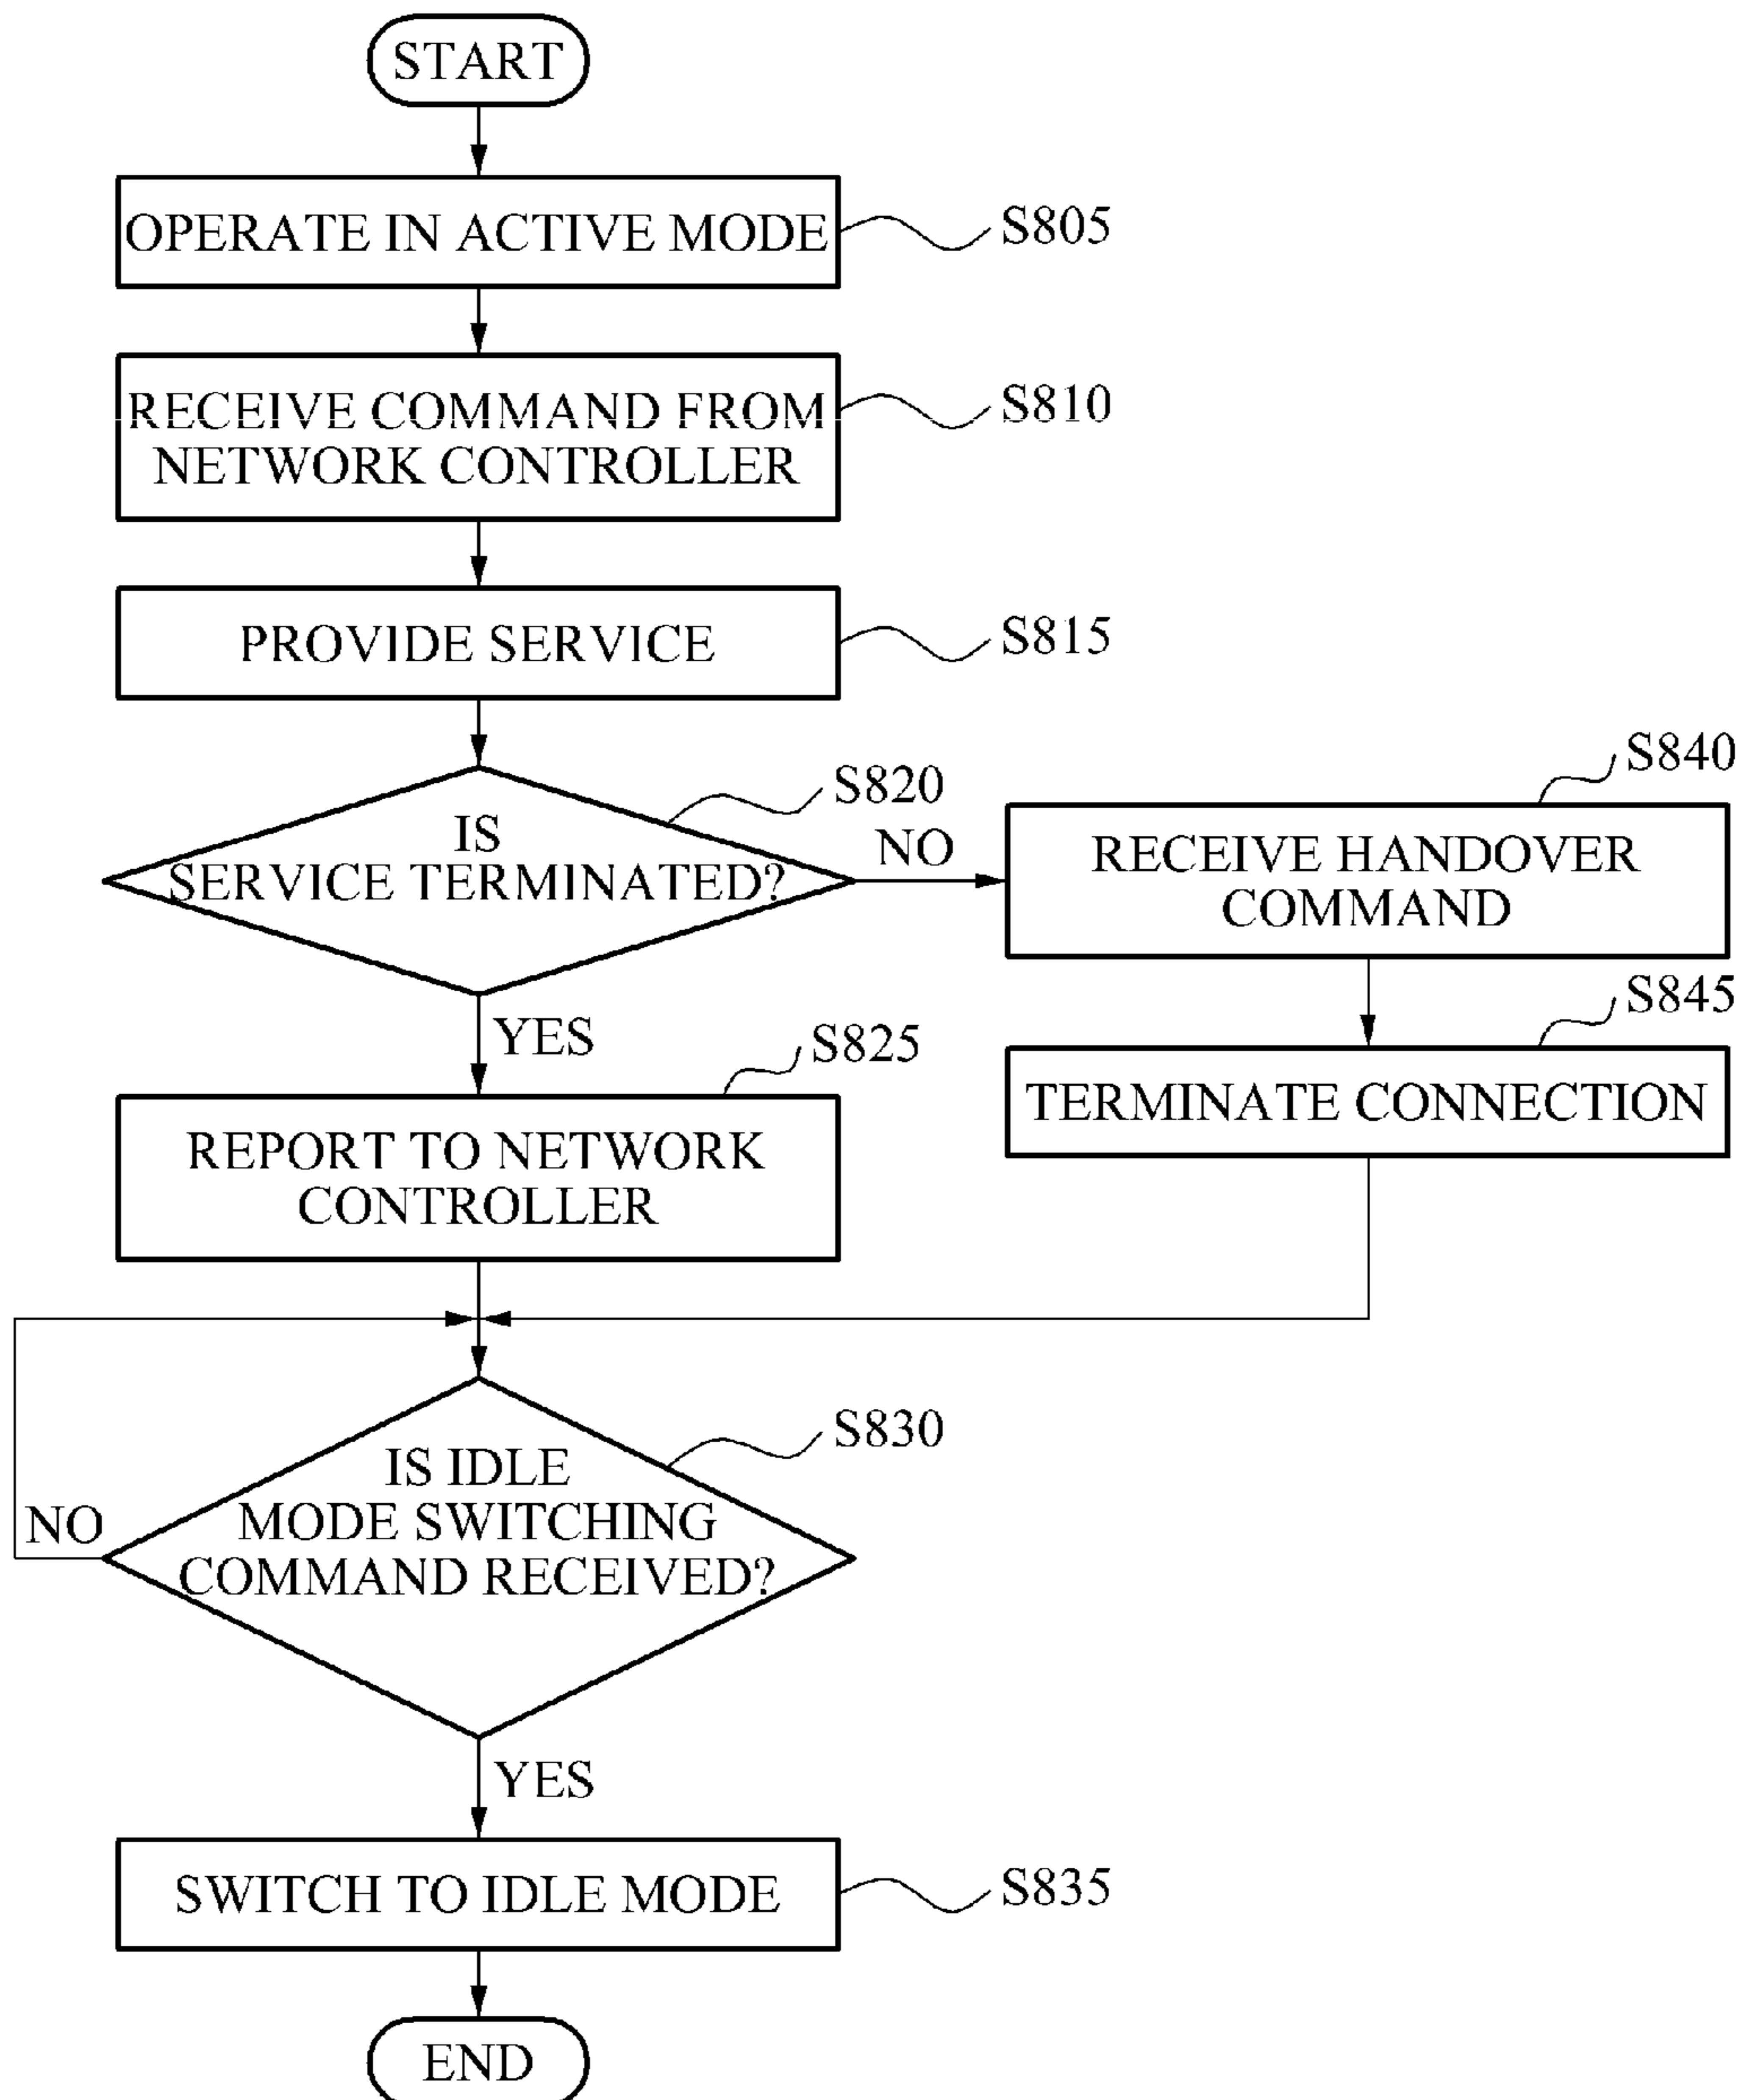 START
OPERATE IN ACTIVE MODE
S805
RECEIVE COMMAND FROM
NETWORK CONTROLLER
S810
PROVIDE SERVICE
S815
IS
SERVICE TERMINATED?
S820
NO
RECEIVE HANDOVER
COMMAND
S840
TERMINATE CONNECTION
S845
YES
REPORT TO NETWORK
CONTROLLER
S825
IS IDLE
MODE SWITCHING
COMMAND RECEIVED?
S830
NO
YES
SWITCH TO IDLE MODE
S835
END